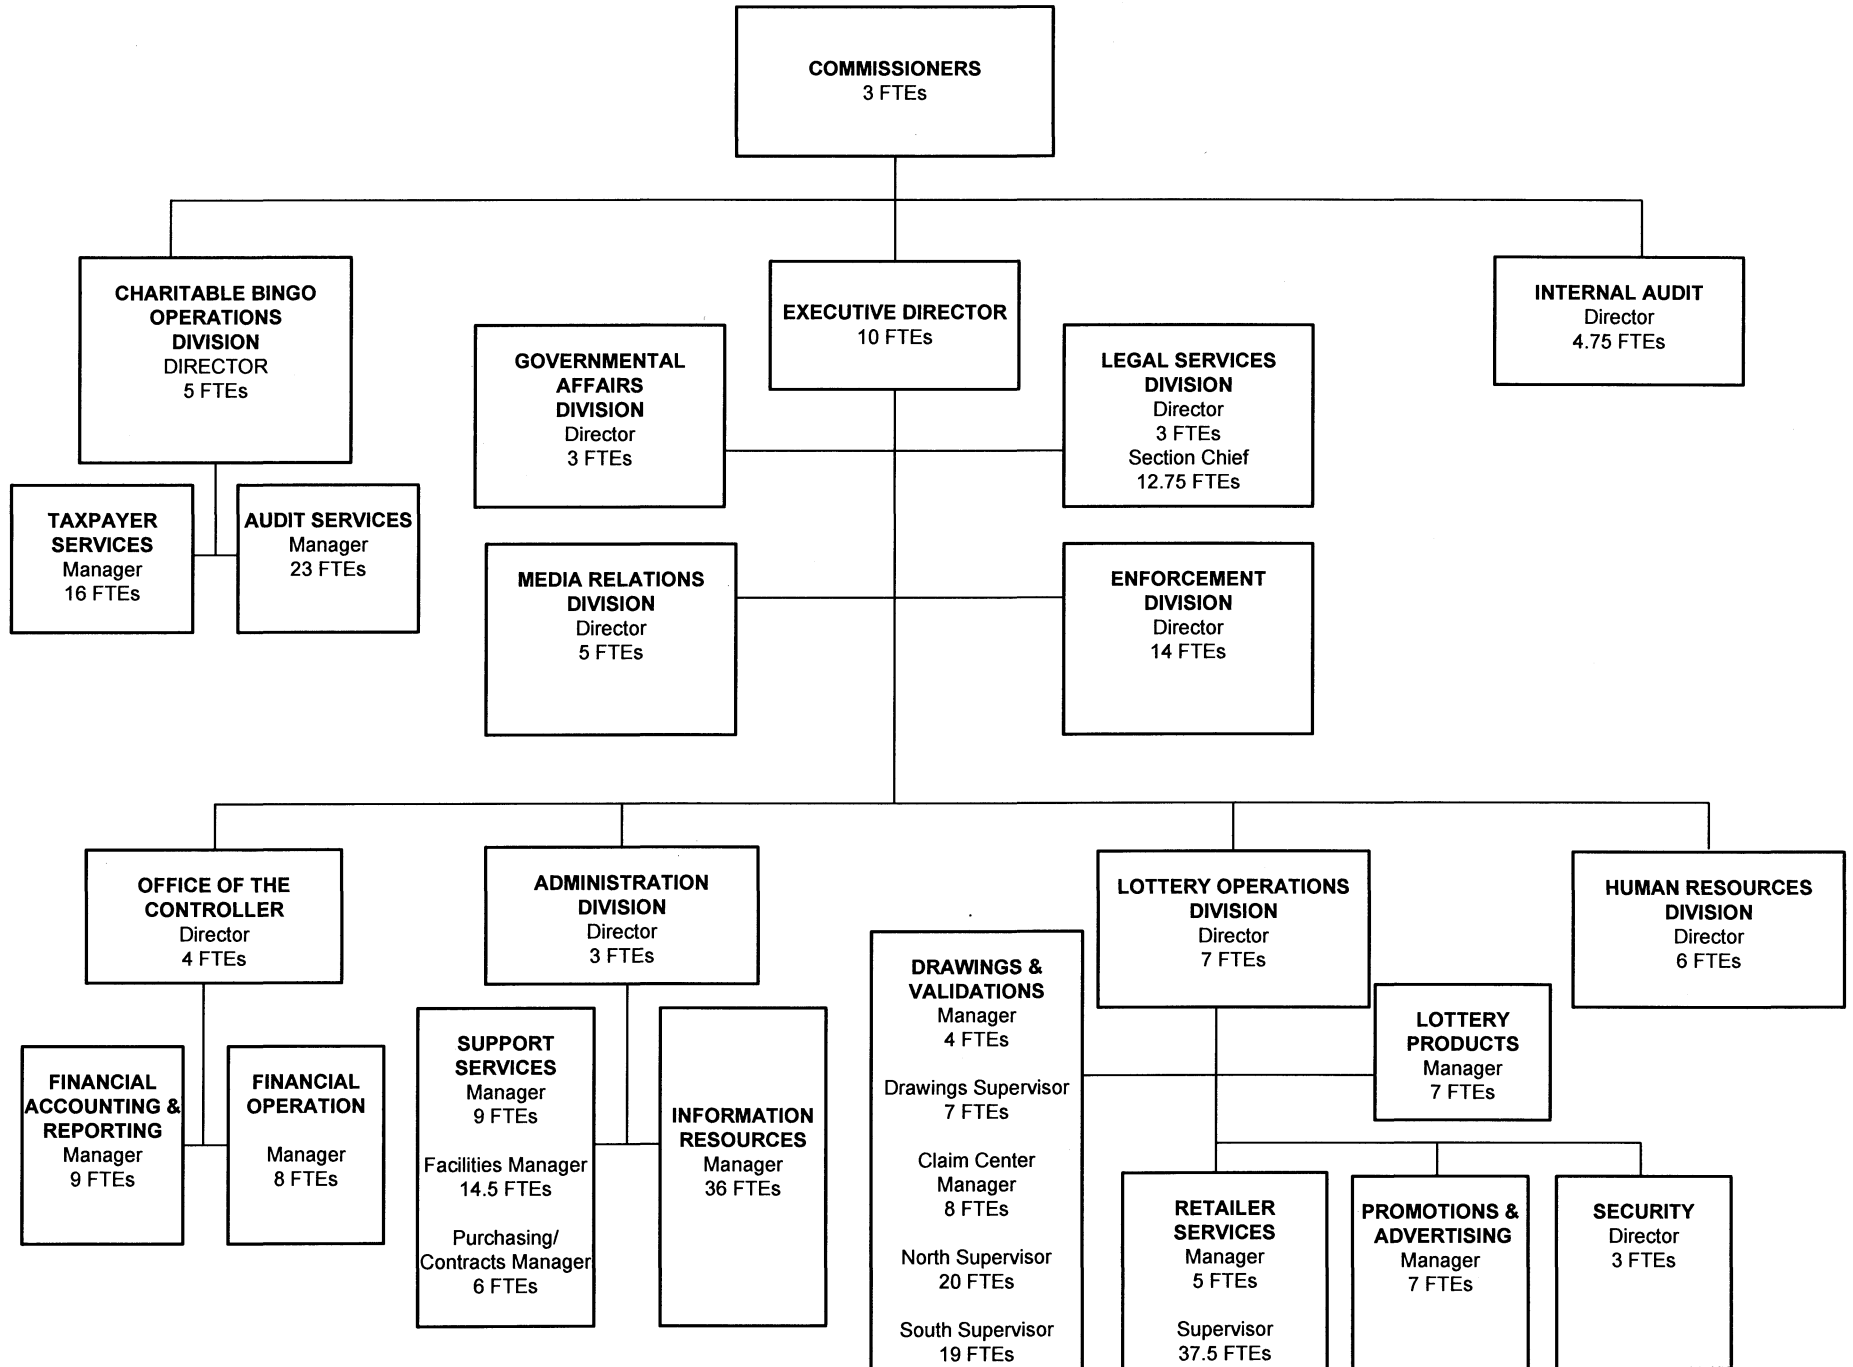 COMMISSIONERS
3 FTEs
CHARITABLE BINGO
OPERATIONS
DIVISION
DIRECTOR
5 FTEs
EXECUTIVE DIRECTOR
10 FTEs
INTERNAL AUDIT
Director
4.75 FTEs
GOVERNMENTAL
AFFAIRS
DIVISION
Director
3 FTEs
LEGAL SERVICES
DIVISION
Director
3 FTEs
Section Chief
12.75 FTEs
TAXPAYER
SERVICES
Manager
16 FTEs
AUDIT SERVICES
Manager
23 FTEs
MEDIA RELATIONS
DIVISION
Director
5 FTEs
ENFORCEMENT
DIVISION
Director
14 FTEs
OFFICE OF THE
CONTROLLER
Director
4 FTEs
ADMINISTRATION
DIVISION
Director
3 FTEs
LOTTERY OPERATIONS
DIVISION
Director
7 FTEs
HUMAN RESOURCES
DIVISION
Director
6 FTEs
FINANCIAL
ACCOUNTING &
REPORTING
Manager
9 FTEs
FINANCIAL
OPERATION
Manager
8 FTEs
SUPPORT
SERVICES
Manager
9 FTEs
Facilities Manager
14.5 FTEs
Purchasing/
Contracts Manager
6 FTEs
INFORMATION
RESOURCES
Manager
36 FTEs
DRAWINGS &
VALIDATIONS
Manager
4 FTEs
Drawings Supervisor
7 FTEs
Claim Center
Manager
8 FTEs
North Supervisor
20 FTEs
South Supervisor
19 FTEs
LOTTERY
PRODUCTS
Manager
7 FTEs
RETAILER
SERVICES
Manager
5 FTEs
Supervisor
37.5 FTEs
PROMOTIONS &
ADVERTISING
Manager
7 FTEs
SECURITY
Director
3 FTEs